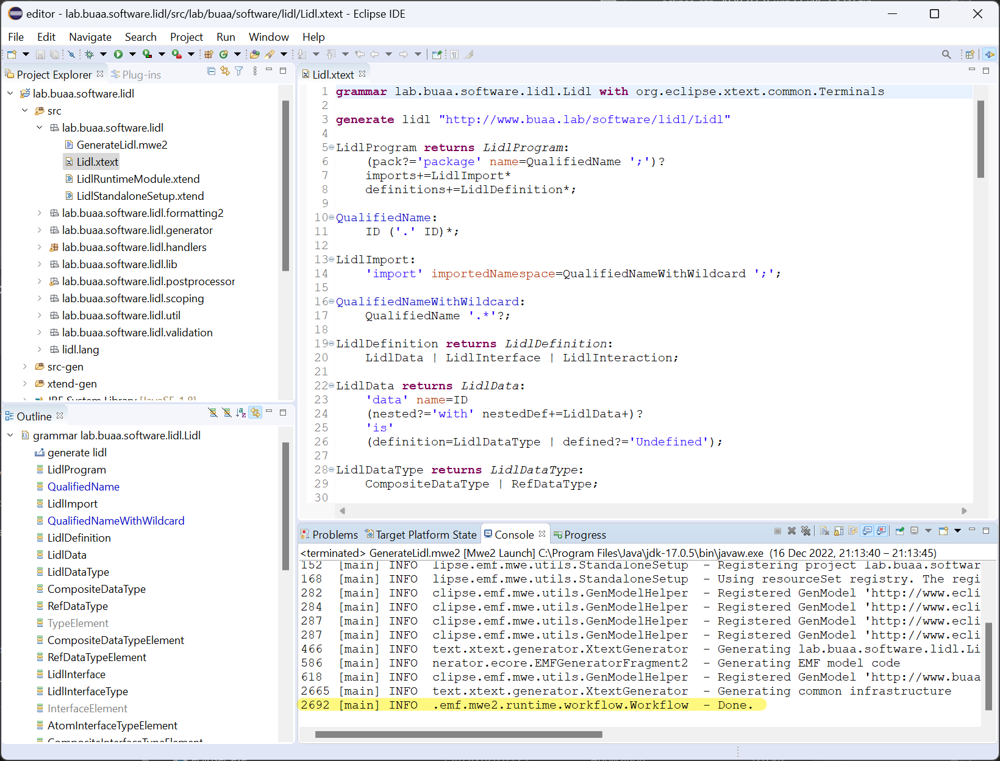 editor - lab.buaa.software.lidl/src/lab/buaa/software/lidl/Lidl.xtext - Eclipse IDE
File Edit Navigate Search Project Run Window Help
Project Explorer
Plug-ins
lab.buaa.software.lidl
src
lab.buaa.software.lidl
GenerateLidl.mwe2
Lidl.xtext
LidlRuntimeModule.xtend
LidlStandaloneSetup.xtend
lab.buaa.software.lidl.formatting2
lab.buaa.software.lidl.generator
lab.buaa.software.lidl.handlers
lab.buaa.software.lidl.lib
lab.buaa.software.lidl.postprocessor
lab.buaa.software.lidl.scoping
lab.buaa.software.lidl.util
lab.buaa.software.lidl.validation
lidl.lang
src-gen
xtend-gen
JRE System Library [JavaSE-1.8]
Outline
grammar lab.buaa.software.lidl.Lidl
generate lidl
LidlProgram
QualifiedName
LidlImport
QualifiedNameWithWildcard
LidlDefinition
LidlData
LidlDataType
CompositeDataType
RefDataType
TypeElement
CompositeDataTypeElement
RefDataTypeElement
LidlInterface
LidlInterfaceType
InterfaceElement
AtomInterfaceTypeElement
CompositeInterfaceTypeElement
Lidl.xtext
1 grammar lab.buaa.software.lidl.Lidl with org.eclipse.xtext.common.Terminals
2
3 generate lidl "http://www.buaa.lab/software/lidl/Lidl"
4
5 LidlProgram returns LidlProgram:
6 (pack?='package' name=QualifiedName ';')?
7 imports+=LidlImport*
8 definitions+=LidlDefinition*;
9
10 QualifiedName:
11 ID ('.' ID)*;
12
13 LidlImport:
14 'import' importedNamespace=QualifiedNameWithWildcard ';';
15
16 QualifiedNameWithWildcard:
17 QualifiedName '.*'?;
18
19 LidlDefinition returns LidlDefinition:
20 LidlData | LidlInterface | LidlInteraction;
21
22 LidlData returns LidlData:
23 'data' name=ID
24 (nested?='with' nestedDef+=LidlData+)?
25 'is'
26 (definition=LidlDataType | defined?='Undefined');
27
28 LidlDataType returns LidlDataType:
29 CompositeDataType | RefDataType;
30
Problems Target Platform State Console Progress
<terminated> GenerateLidl.mwe2 [Mwe2 Launch] C:\Program Files\Java\jdk-17.0.5\bin\javaw.exe (16 Dec 2022, 21:13:40 – 21:13:45)
152 [main] INFO lipse.emf.mwe.utils.StandaloneSetup - Registering project lab.buaa.softwar
168 [main] INFO lipse.emf.mwe.utils.StandaloneSetup - Using resourceSet registry. The regi
282 [main] INFO clipse.emf.mwe.utils.GenModelHelper - Registered GenModel 'http://www.ecli
284 [main] INFO clipse.emf.mwe.utils.GenModelHelper - Registered GenModel 'http://www.ecli
287 [main] INFO clipse.emf.mwe.utils.GenModelHelper - Registered GenModel 'http://www.ecli
287 [main] INFO clipse.emf.mwe.utils.GenModelHelper - Registered GenModel 'http://www.ecli
466 [main] INFO text.xtext.generator.XtextGenerator - Generating lab.buaa.software.lidl.Li
586 [main] INFO nerator.ecore.EMFGeneratorFragment2 - Generating EMF model code
618 [main] INFO clipse.emf.mwe.utils.GenModelHelper - Registered GenModel 'http://www.buaa
2665 [main] INFO text.xtext.generator.XtextGenerator - Generating common infrastructure
2692 [main] INFO .emf.mwe2.runtime.workflow.Workflow - Done.